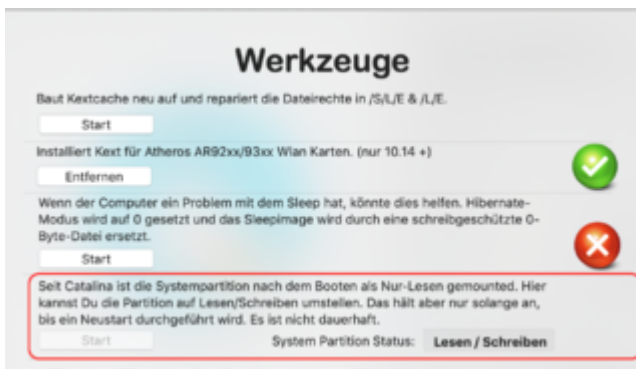 Werkzeuge
Baut Kextcache neu auf und repariert die Dateirechte in /S/L/E & /L/E.
Start
Installiert Kext für Atheros AR92xx/93xx Wlan Karten. (nur 10.14 +)
Entfernen
Wenn der Computer ein Problem mit dem Sleep hat, könnte dies helfen. Hibernate-
Modus wird auf 0 gesetzt und das Sleepimage wird durch eine schreibgeschützte 0-
Byte-Datei ersetzt.
Start
Seit Catalina ist die Systempartition nach dem Booten als Nur-Lesen gemounted. Hier
kannst Du die Partition auf Lesen/Schreiben umstellen. Das hält aber nur solange an,
bis ein Neustart durchgeführt wird. Es ist nicht dauerhaft.
Start System Partition Status: Lesen / Schreiben